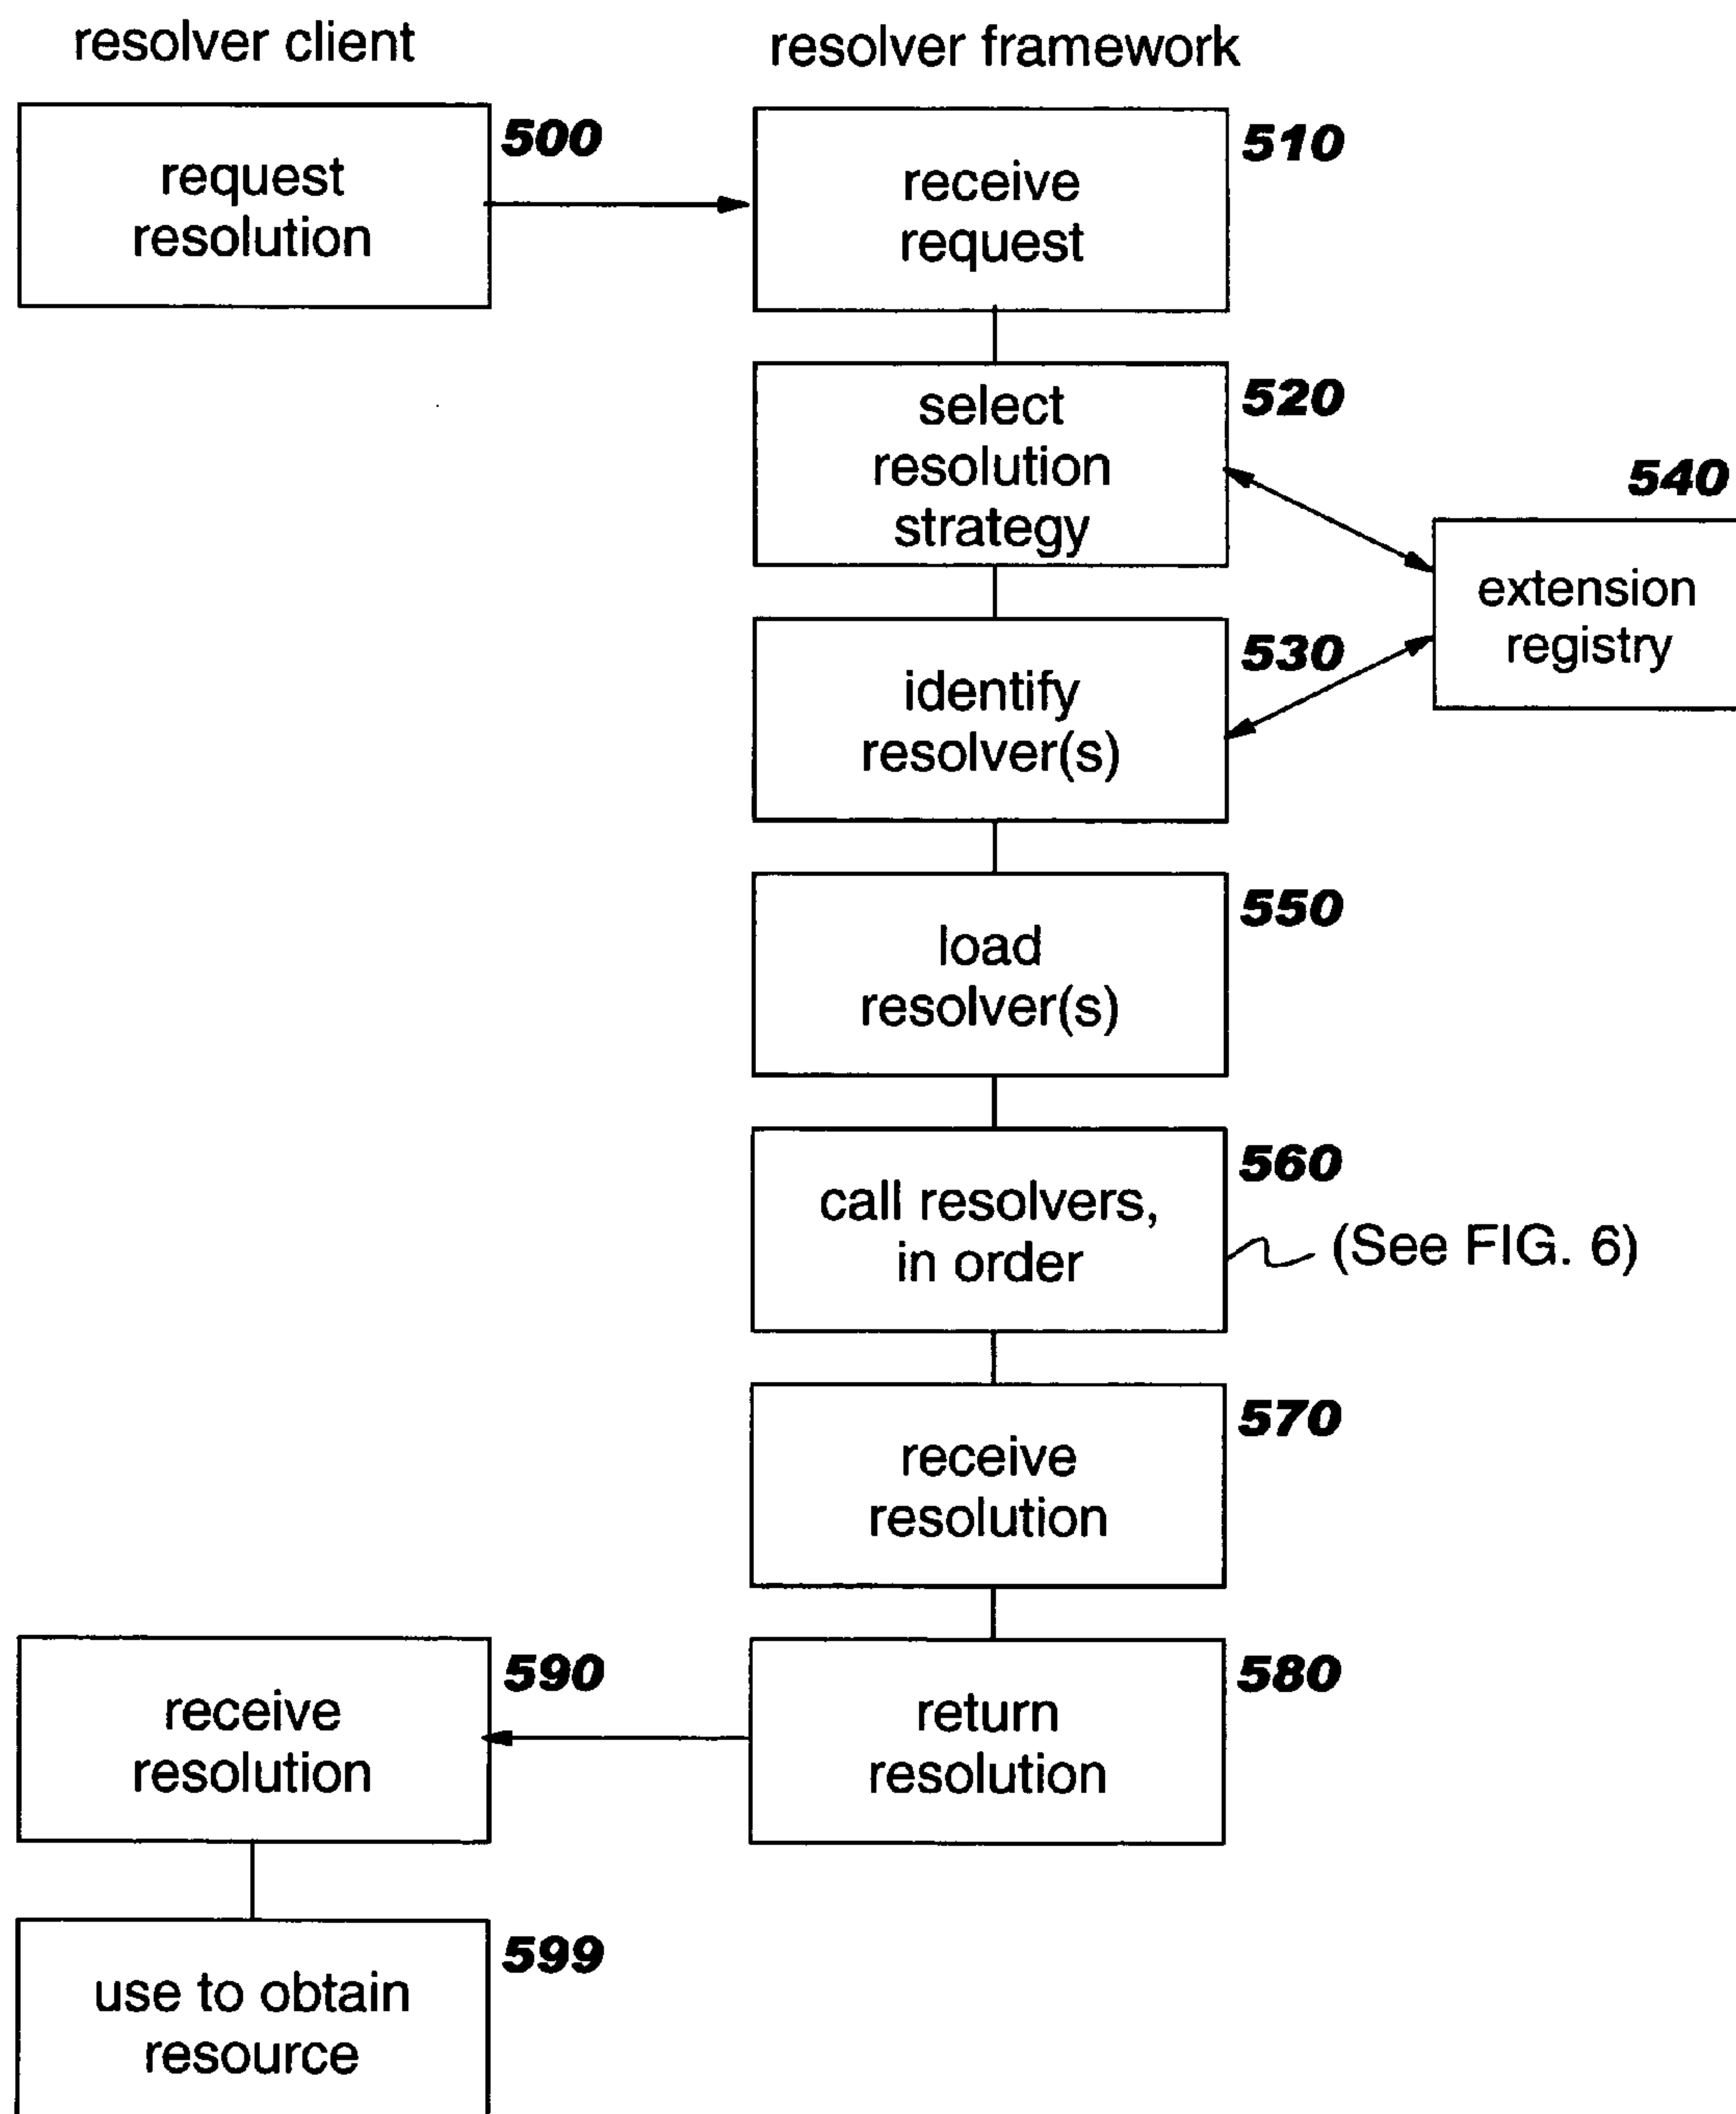 resolver client
resolver framework
500
request
resolution
510
receive
request
520
select
resolution
strategy
540
extension
registry
530
identify
resolver(s)
550
load
resolver(s)
560
call resolvers,
in order
(See FIG. 6)
570
receive
resolution
580
return
resolution
590
receive
resolution
599
use to obtain
resource